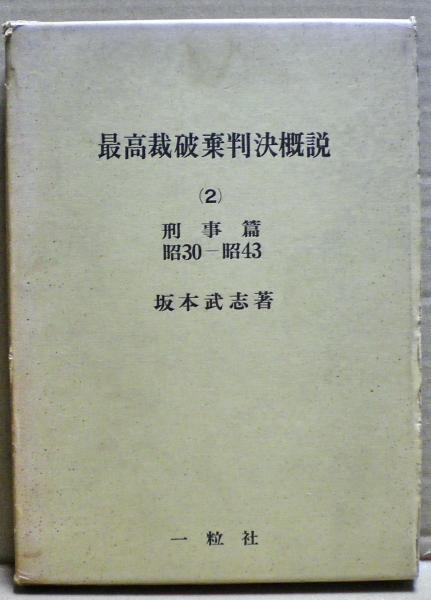 最高裁破棄判決概説
(2)
刑事篇
昭30−昭43
坂本武志著
一粒社